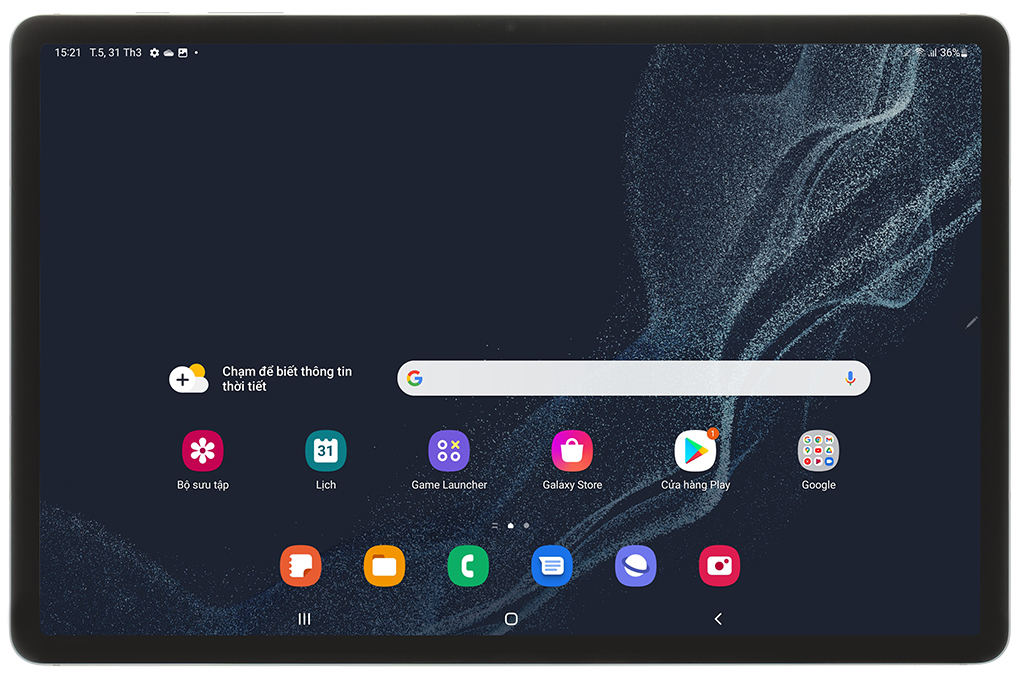 15:21 T.5, 31 Th3
36%
Chạm để biết thông tin
thời tiết
31
1
Bộ sưu tập
Lịch
Game Launcher
Galaxy Store
Cửa hàng Play
Google